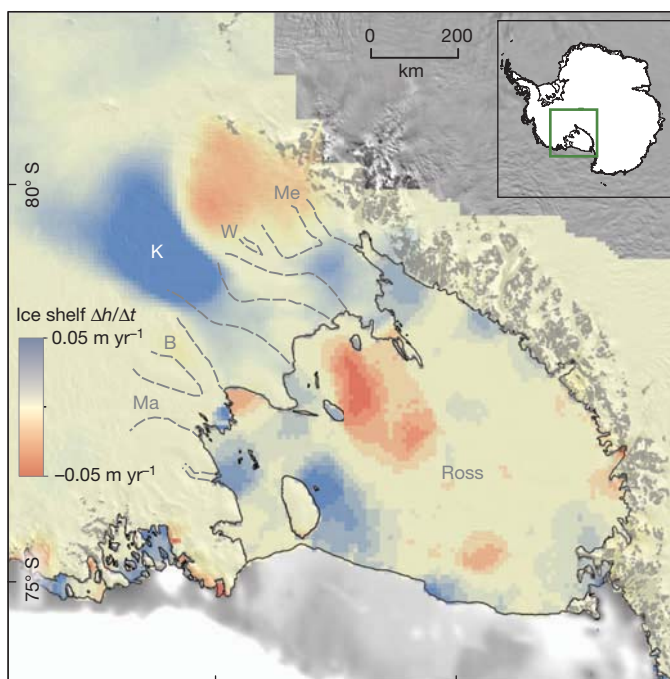 0 200
km
80° S
Me
W
K
Ice shelf Δh/Δt
0.05 m yr⁻¹
B
Ma
−0.05 m yr⁻¹
Ross
75° S